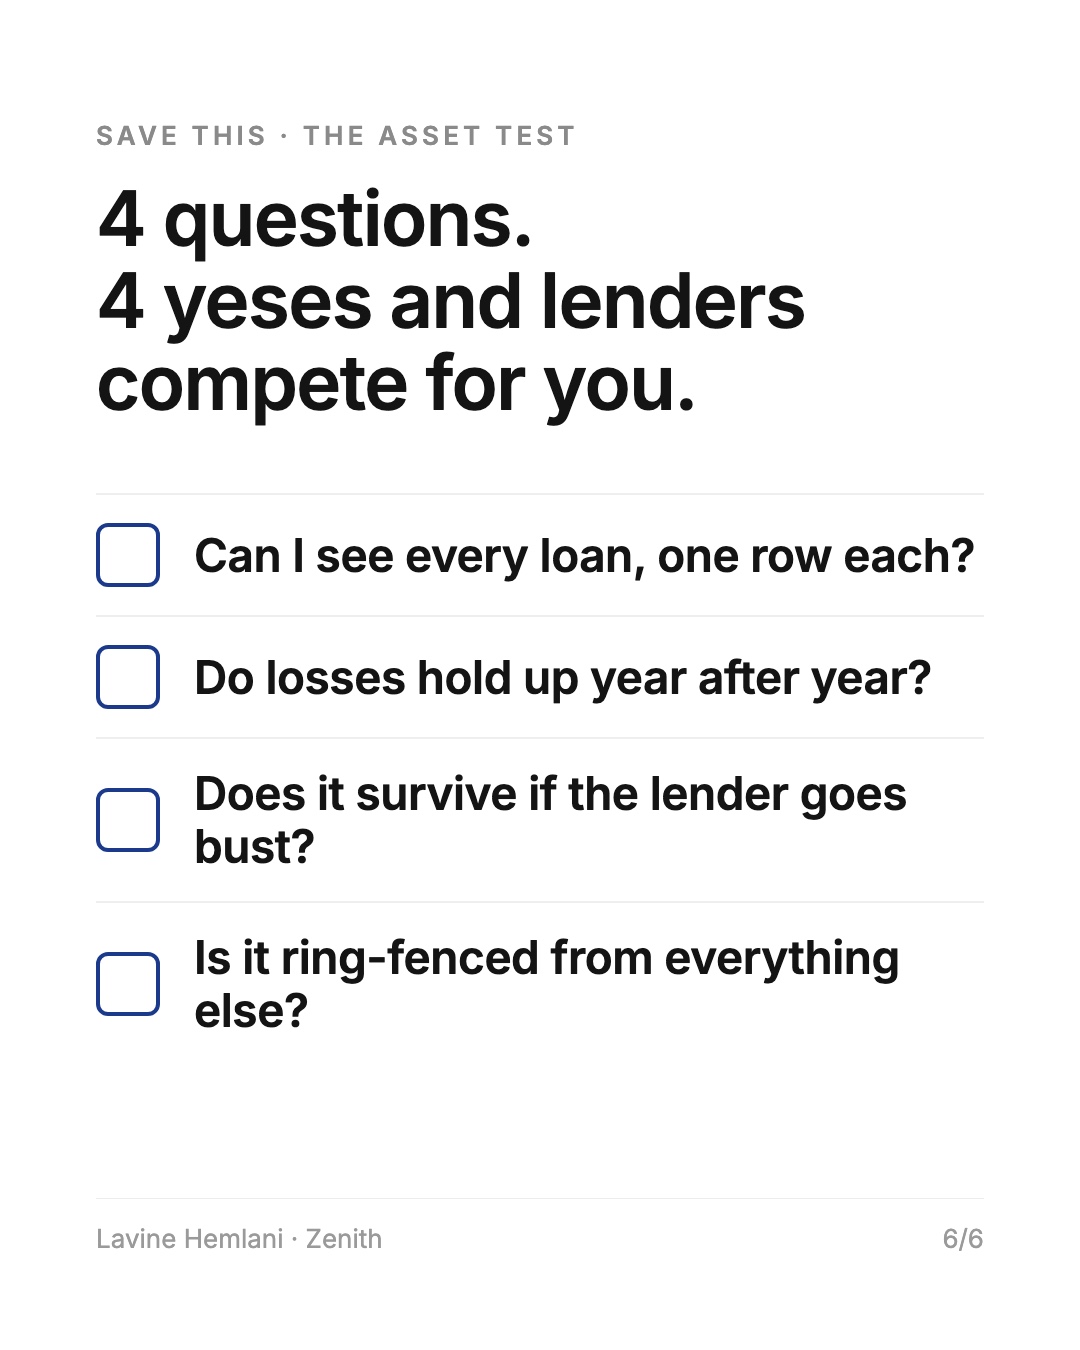 SAVE THIS · THE ASSET TEST
4 questions.
4 yeses and lenders
compete for you.
Can I see every loan, one row each?
Do losses hold up year after year?
Does it survive if the lender goes
bust?
Is it ring-fenced from everything
else?
Lavine Hemlani · Zenith
6/6